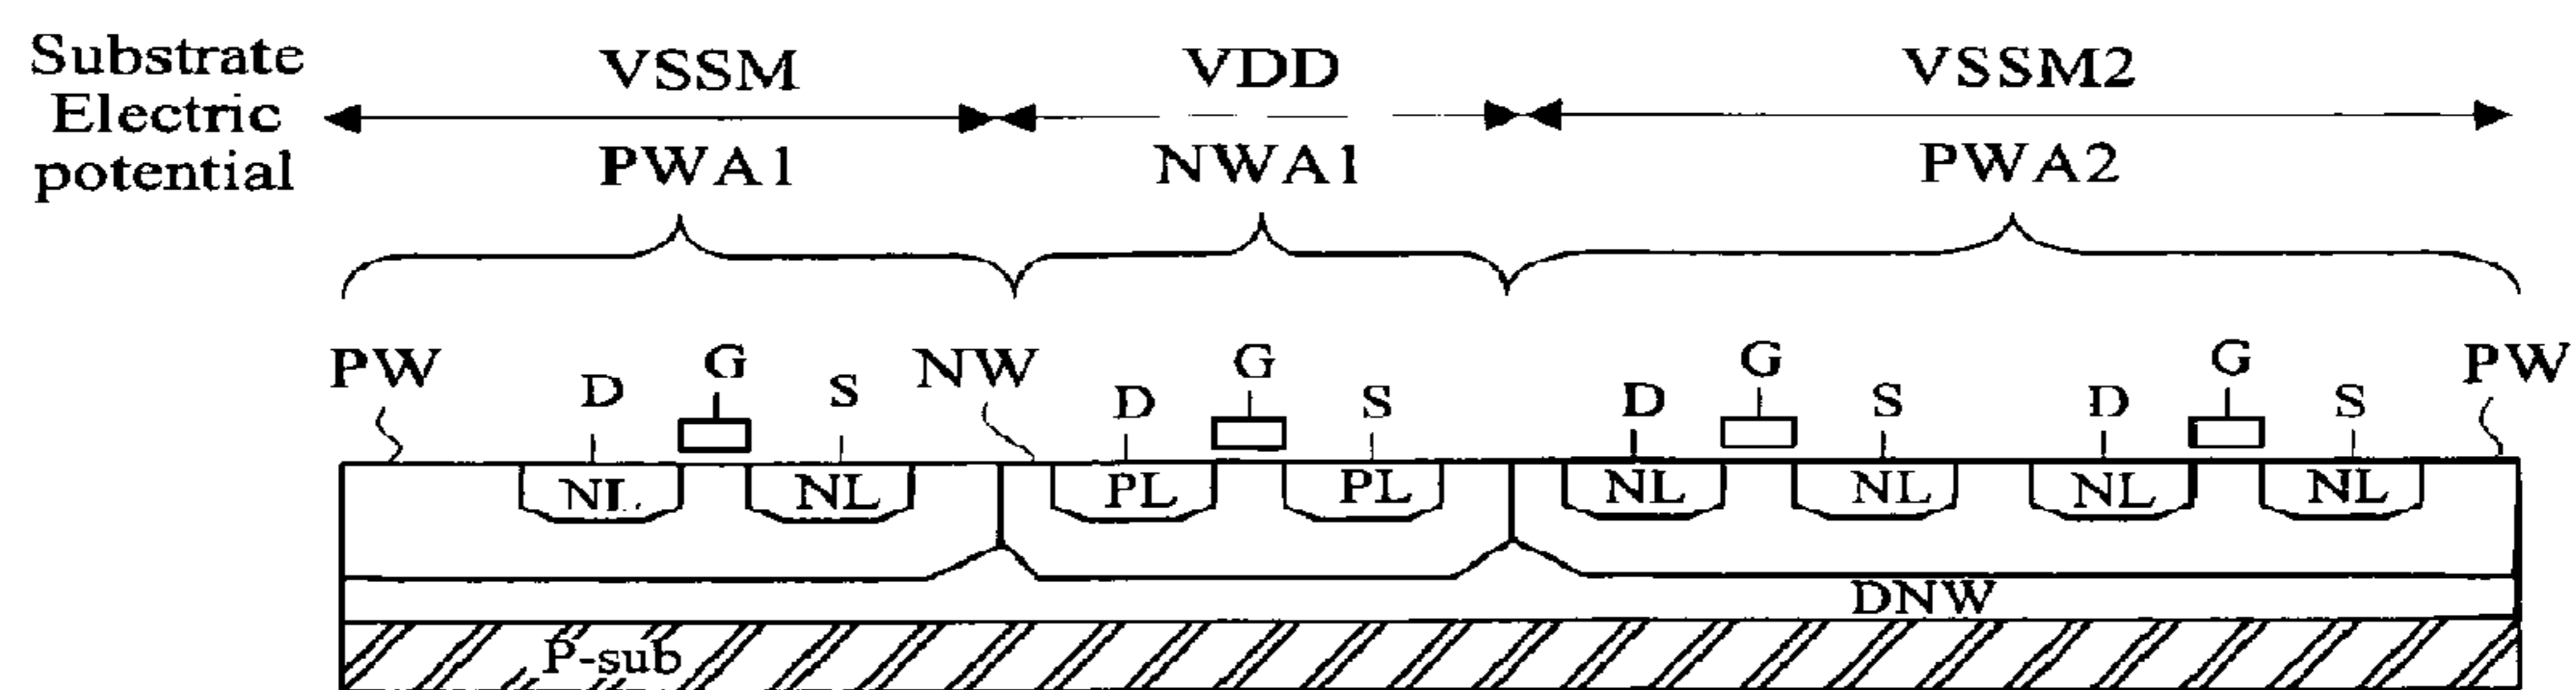 Substrate
Electric
potential
VSSM VDD VSSM2
PWA1 NWA1 PWA2
PW D G S NW D G S D G S D G S PW
NL NL PL PL NL NL NL NL
DNW
P-sub